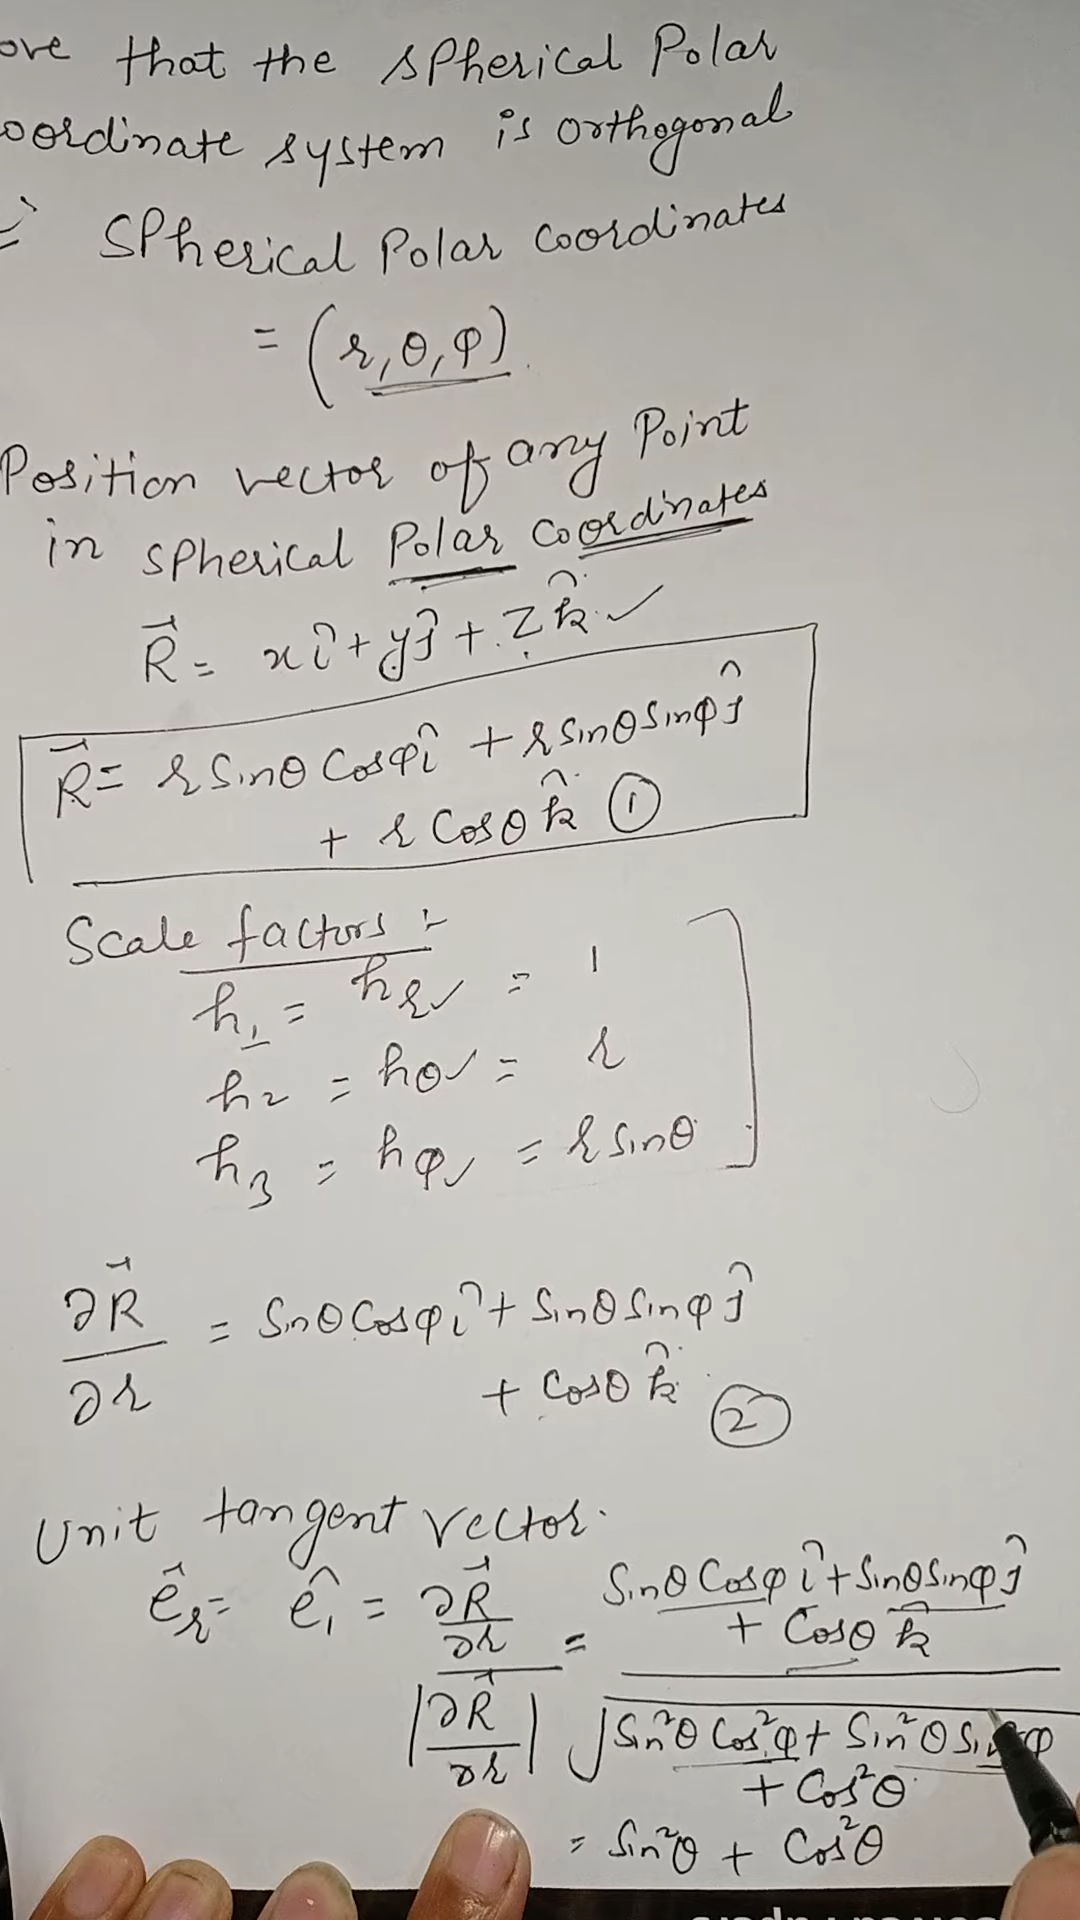 ove that the spherical Polar
oordinate system is orthogonal
⇒ Spherical Polar coordinates
= (r, θ, φ)
Position vector of any Point
in spherical Polar coordinates
R⃗ = xî + yĵ + zk̂ ✓
R⃗ = r Sinθ Cosφ î + r Sinθ Sinφ ĵ
+ r Cosθ k̂ ①
Scale factors :-
h₁ = hr ✓ = 1
h₂ = hθ ✓ = r
h₃ = hφ ✓ = r Sinθ
∂R⃗/∂r = Sinθ Cosφ î + Sinθ Sinφ ĵ
+ Cosθ k̂ ②
Unit tangent vector.
e⃗r = ê₁ = (∂R⃗/∂r) / |∂R⃗/∂r| = (Sinθ Cosφ î + Sinθ Sinφ ĵ + Cosθ k̂) / √(Sin²θ Cos²φ + Sin²θ Si φ + Cos²θ)
= Sin²θ + Cos²θ